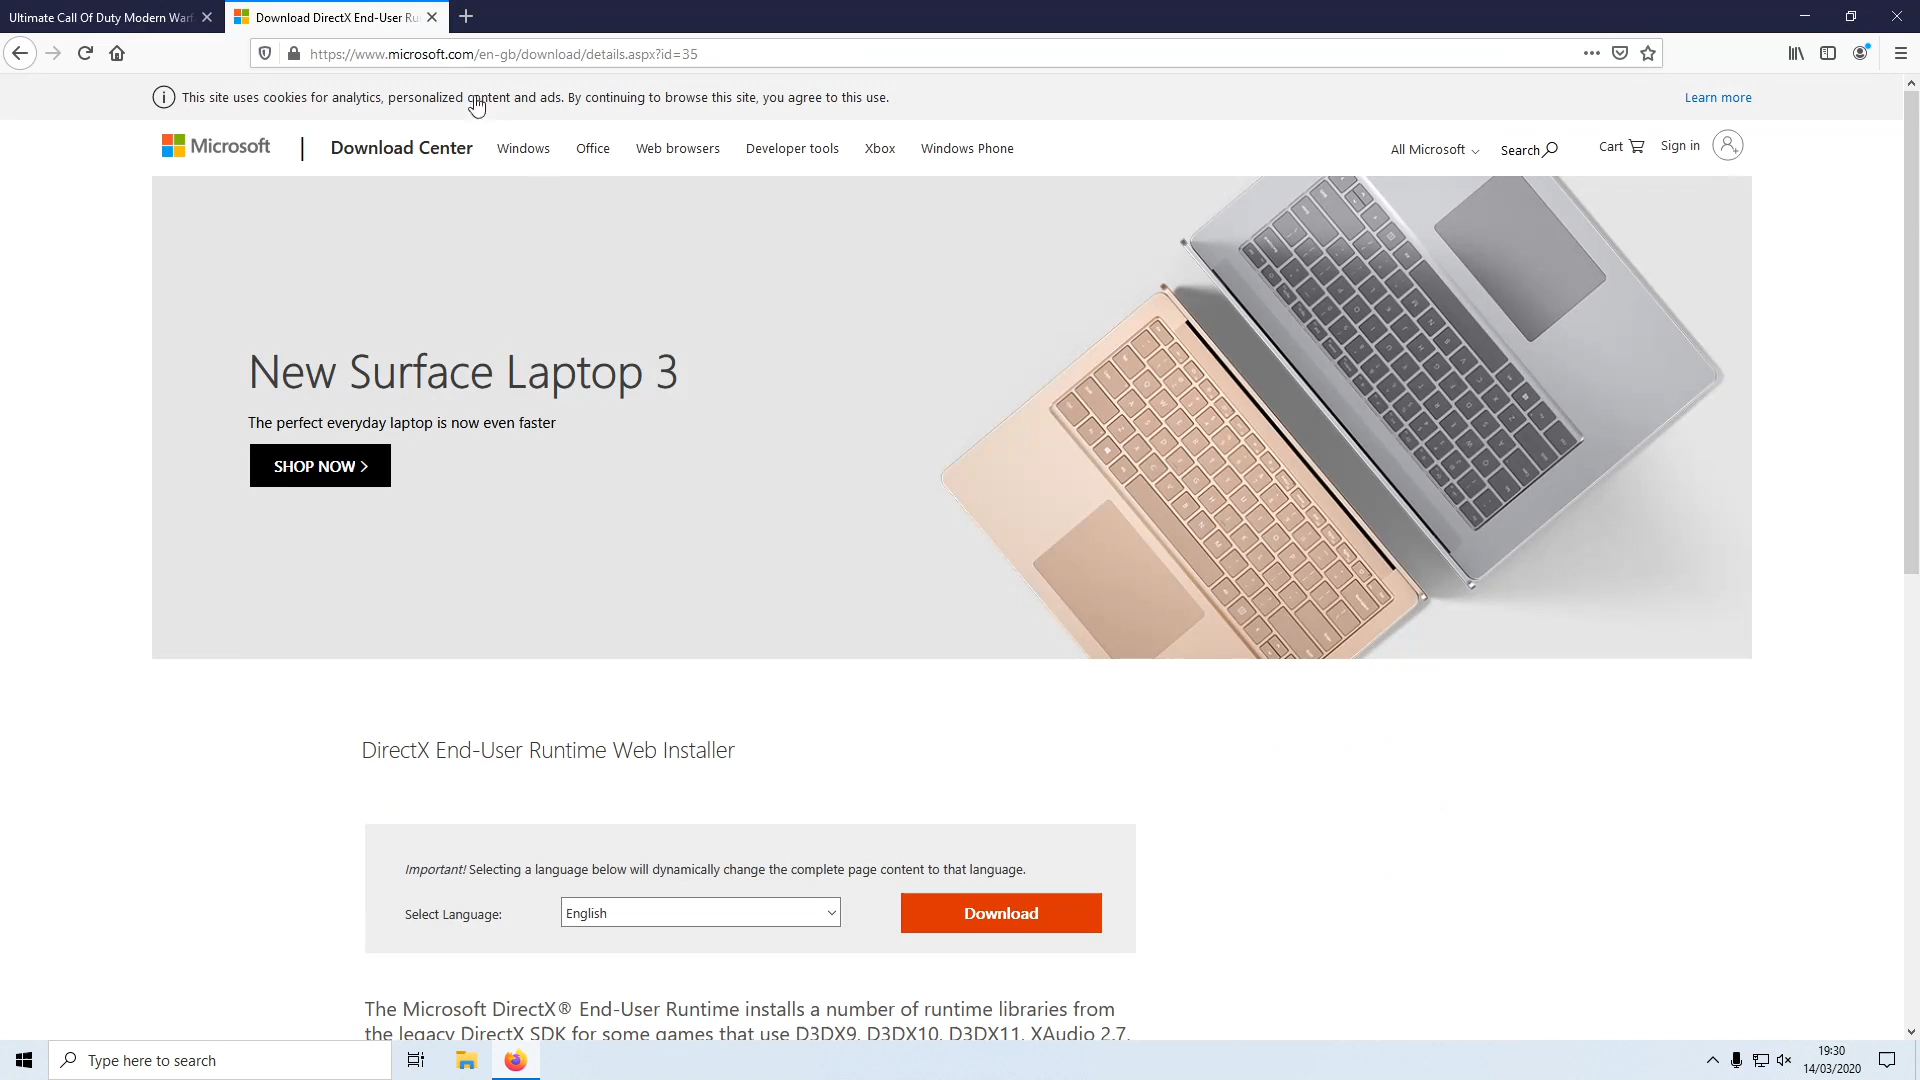 Ultimate Call Of Duty Modern Warf
Download DirectX End-User Ru
https://www.microsoft.com/en-gb/download/details.aspx?id=35
This site uses cookies for analytics, personalized content and ads. By continuing to browse this site, you agree to this use.
Learn more
Microsoft
Download Center
Windows
Office
Web browsers
Developer tools
Xbox
Windows Phone
All Microsoft
Search
Cart
Sign in
New Surface Laptop 3
The perfect everyday laptop is now even faster
SHOP NOW >
DirectX End-User Runtime Web Installer
Important! Selecting a language below will dynamically change the complete page content to that language.
Select Language:
English
Download
The Microsoft DirectX® End-User Runtime installs a number of runtime libraries from
the legacy DirectX SDK for some games that use D3DX9, D3DX10, D3DX11, XAudio 2.7,
Type here to search
19:30
14/03/2020